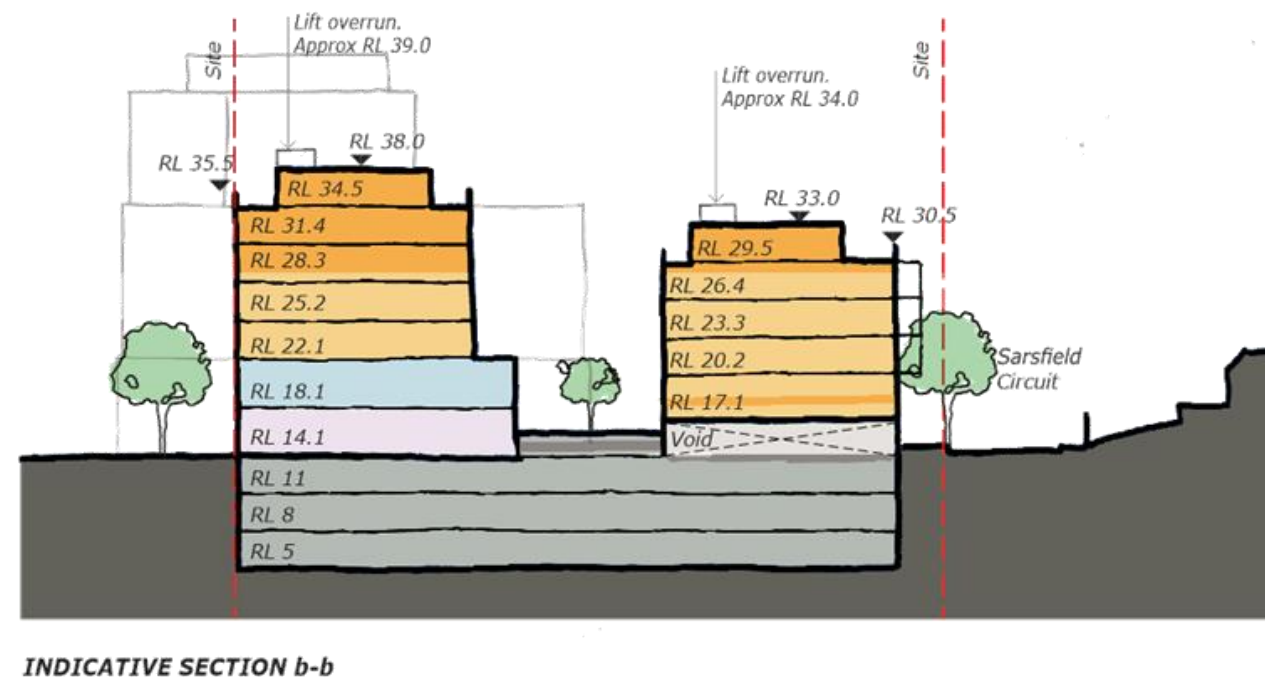 Lift overrun.
Approx RL 39.0
Site
Site
Lift overrun.
Approx RL 34.0
RL 38.0
RL 35.5
RL 33.0
RL 30.5
RL 34.5
RL 31.4
RL 28.3
RL 25.2
RL 22.1
RL 18.1
RL 14.1
RL 11
RL 8
RL 5
RL 29.5
RL 26.4
RL 23.3
RL 20.2
RL 17.1
Void
Sarsfield
Circuit
INDICATIVE SECTION b-b